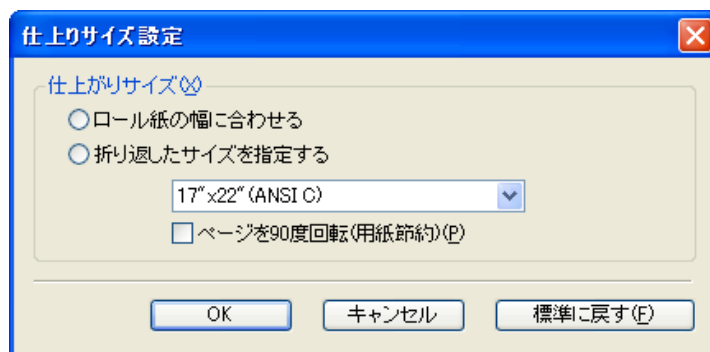 仕上りサイズ設定
仕上がりサイズ(X)
ロール紙の幅に合わせる
折り返したサイズを指定する
17"x22"(ANSI C)
ページを90度回転(用紙節約)(P)
OK キャンセル 標準に戻す(F)